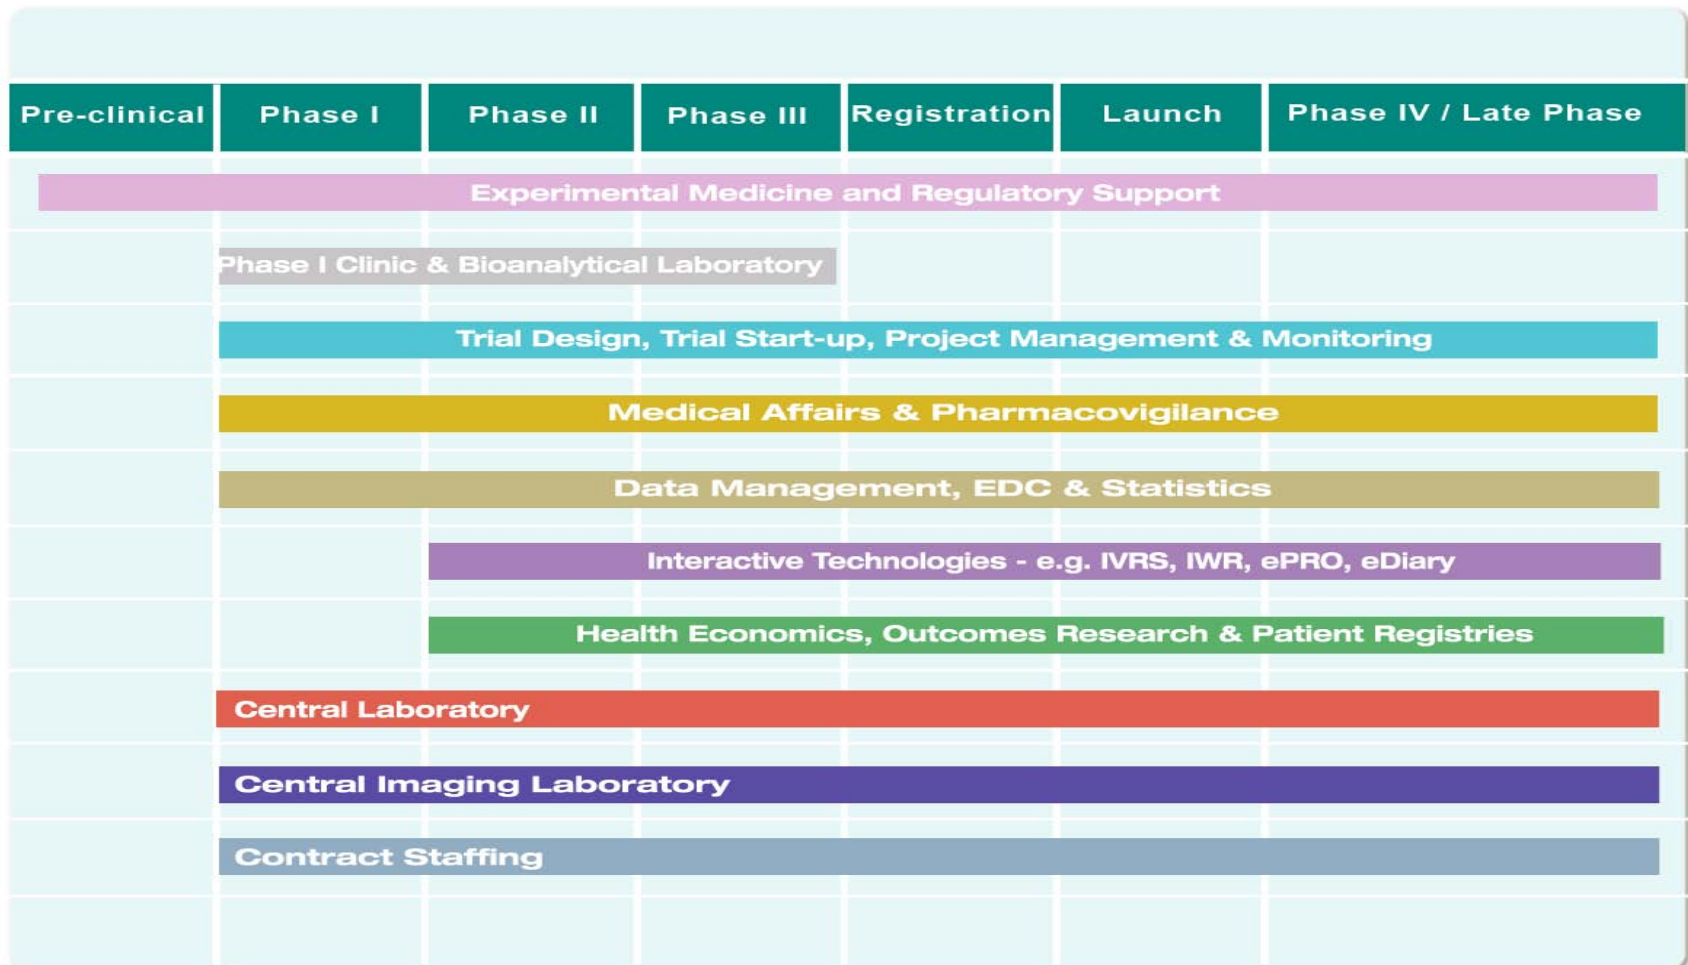 Pre-clinical Phase I Phase II Phase III Registration Launch Phase IV / Late Phase
Experimental Medicine and Regulatory Support
Phase I Clinic & Bioanalytical Laboratory
Trial Design, Trial Start-up, Project Management & Monitoring
Medical Affairs & Pharmacovigilance
Data Management, EDC & Statistics
Interactive Technologies - e.g. IVRS, IWR, ePRO, eDiary
Health Economics, Outcomes Research & Patient Registries
Central Laboratory
Central Imaging Laboratory
Contract Staffing